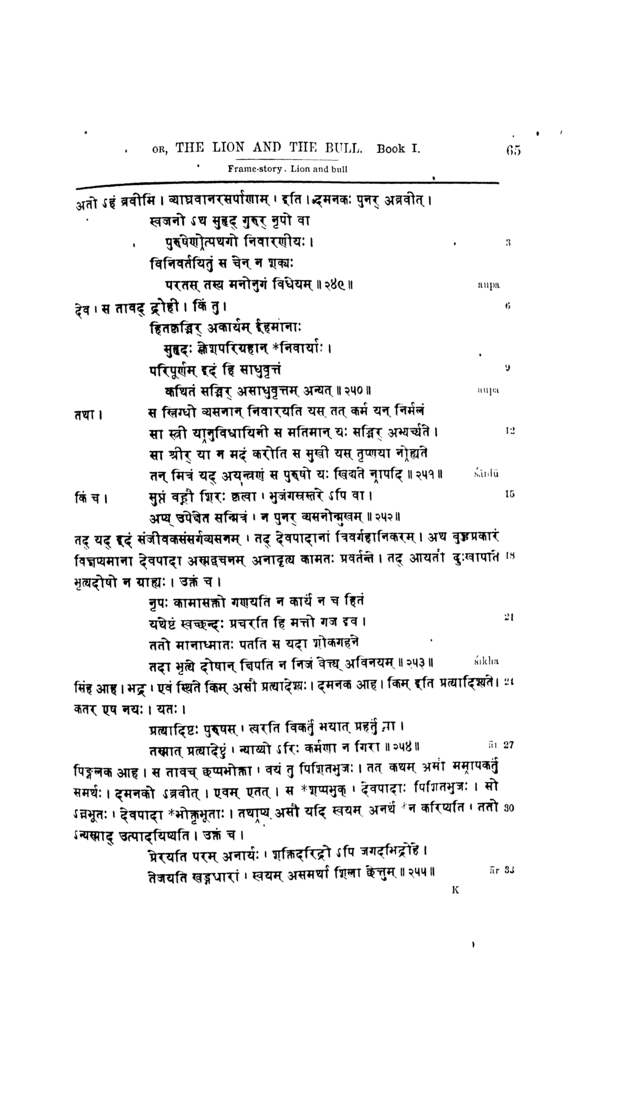 OR, THE LION AND THE BULL. Book I. 65
Frame-story. Lion and bull
अतो ऽहं ब्रवीमि । व्याघ्रवानरसर्पाणाम् । इति । दमनकः पुनर् अब्रवीत् ।
स्वजनो ऽथ सुहृद् गुरुर् नृपो वा
पुरुषेणोत्पथगो निवारणीयः । 3
विनिवर्तयितुं स चेन् न शक्यः
परतस् तस्य मनोनुगं विधेयम् ॥ २४९ ॥ aupa
देव । स तावद् द्रोही । किं तु । 6
हितकृद्भिर् अकार्यम् ईहमानाः
सुहृदः क्लेशपरिग्रहान् *निवार्याः ।
परिपूर्णम् इदं हि साधुवृत्तं 9
कथितं सद्भिर् असाधुवृत्तम् अन्यत् ॥ २५० ॥ aupa
तथा । स स्निग्धो व्यसनान् निवारयति यस् तत् कर्म यन् निर्मलं
सा स्त्री यानुविधायिनी स मतिमान् यः सद्भिर् अभ्यर्च्यते । 12
सा श्रीर् या न मदं करोति स सुखी यस् तृष्णया नोह्यते
तन् मित्रं यद् अयन्त्रणं स पुरुषो यः खिद्यते नापदि ॥ २५१ ॥ śārdū
किं च । सुप्तं वह्नौ शिरः कृत्वा । भुजंगस्रस्तरे ऽपि वा । 15
अप्य् उपेक्षेत सन्मित्रं । न पुनर् व्यसनोन्मुखम् ॥ २५२ ॥
तद् यद् इदं संजीवकसंसर्गव्यसनम् । तद् देवपादानां त्रिवर्गहानिकरम् । अथ बहुप्रकारं
विज्ञप्यमाना देवपादा अस्मद्वचनम् अनादृत्य कामतः प्रवर्तन्ते । तद् आयतौ दुःखापाते 18
भृत्यदोषो न ग्राह्यः । उक्तं च ।
नृपः कामासक्तो गणयति न कार्यं न च हितं
यथेष्टं स्वच्छन्दः प्रचरति हि मत्तो गज इव । 21
ततो मानाध्मातः पतति स यदा शोकगहने
तदा भृत्ये दोषान् क्षिपति न निजं वेत्त्य् अविनयम् ॥ २५३ ॥ śikha
सिंह आह । भद्र । एवं स्थिते किम् असौ प्रत्यादेश्यः । दमनक आह । किम् इति प्रत्यादिश्यते । 24
कतर एष नयः । यतः ।
प्रत्यादिष्टः पुरुषस् । त्वरति विकर्तुं भयात् प्रहर्तुं वा ।
तस्मात् प्रत्यादेष्टुं । न्याय्यो ऽरिः कर्मणा न गिरा ॥ २५४ ॥ ār 27
पिङ्गलक आह । स तावच् छष्पभोक्ता । वयं तु पिशितभुजः । तत् कथम् असौ ममापकर्तुं
समर्थः । दमनको ऽब्रवीत् । एवम् एतत् । स *शष्पभुक् । देवपादाः पिशितभुजः । सो
ऽन्नभूतः । देवपादा *भोक्तृभूताः । तथाप्य् असौ यदि स्वयम् अनर्थं *न करिष्यति । ततो 30
ऽन्यस्माद् उत्पादयिष्यति । उक्तं च ।
प्रेरयति परम् अनार्यः । शक्तिदरिद्रो ऽपि जगदभिद्रोहे ।
तेजयति खड्गधारां । स्वयम् असमर्था शिला छेत्तुम् ॥ २५५ ॥ ār 33
K